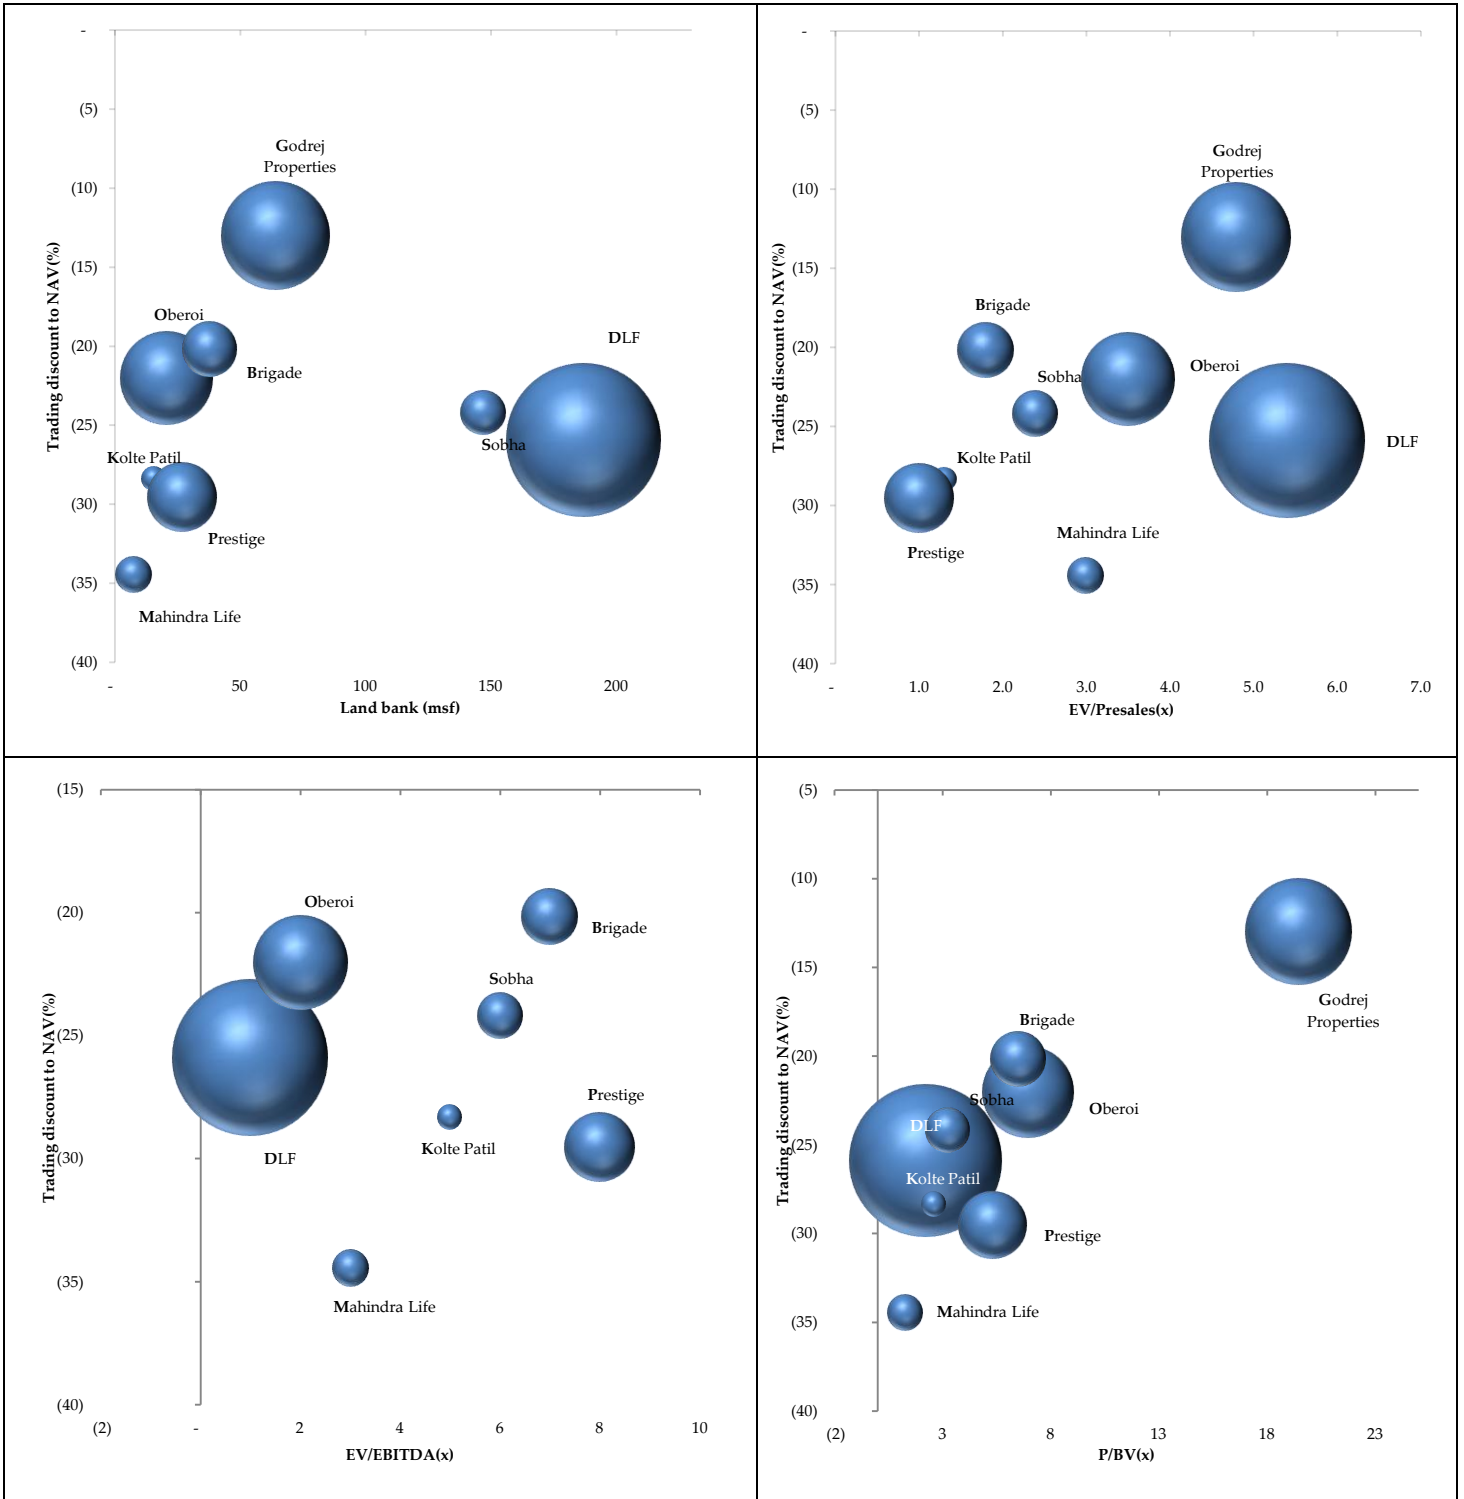 -
(5)
(10)
(15)
(20)
(25)
(30)
(35)
(40)
Trading discount to NAV(%)
Godrej
Properties
Oberoi
Brigade
DLF
Sobha
Kolte Patil
Prestige
Mahindra Life
- 50 100 150 200
Land bank (msf)
-
(5)
(10)
(15)
(20)
(25)
(30)
(35)
(40)
Trading discount to NAV(%)
Godrej
Properties
Brigade
Sobha
Oberoi
DLF
Kolte Patil
Prestige
Mahindra Life
- 1.0 2.0 3.0 4.0 5.0 6.0 7.0
EV/Presales(x)
(15)
(20)
(25)
(30)
(35)
(40)
Trading discount to NAV(%)
Oberoi
Brigade
Sobha
Prestige
Kolte Patil
DLF
Mahindra Life
(2) - 2 4 6 8 10
EV/EBITDA(x)
(5)
(10)
(15)
(20)
(25)
(30)
(35)
(40)
Trading discount to NAV(%)
Godrej
Properties
Brigade
Sobha
Oberoi
DLF
Kolte Patil
Prestige
Mahindra Life
(2) 3 8 13 18 23
P/BV(x)